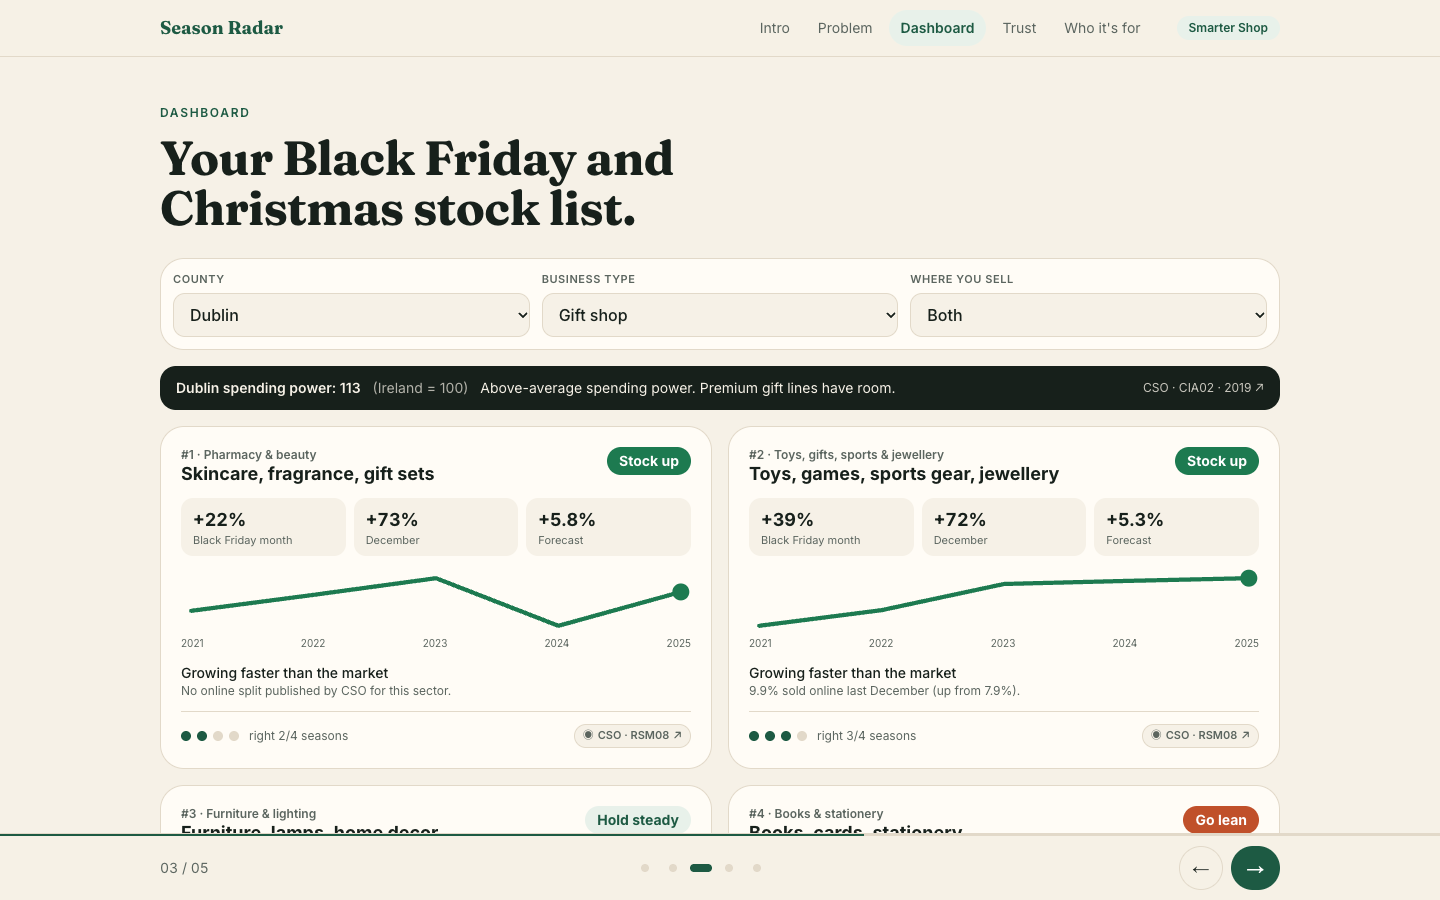 Season Radar
Intro Problem Dashboard Trust Who it's for Smarter Shop
DASHBOARD
Your Black Friday and
Christmas stock list.
COUNTY BUSINESS TYPE WHERE YOU SELL
Dublin Gift shop Both
Dublin spending power: 113 (Ireland = 100) Above-average spending power. Premium gift lines have room. CSO · CIA02 · 2019 ↗
#1 · Pharmacy & beauty
Skincare, fragrance, gift sets
Stock up
+22% +73% +5.8%
Black Friday month December Forecast
2021 2022 2023 2024 2025
Growing faster than the market
No online split published by CSO for this sector.
right 2/4 seasons
CSO · RSM08 ↗
#2 · Toys, gifts, sports & jewellery
Toys, games, sports gear, jewellery
Stock up
+39% +72% +5.3%
Black Friday month December Forecast
2021 2022 2023 2024 2025
Growing faster than the market
9.9% sold online last December (up from 7.9%).
right 3/4 seasons
CSO · RSM08 ↗
#3 · Furniture & lighting
Furniture, lamps, home decor
Hold steady
#4 · Books & stationery
Books, cards, stationery
Go lean
03 / 05
← →